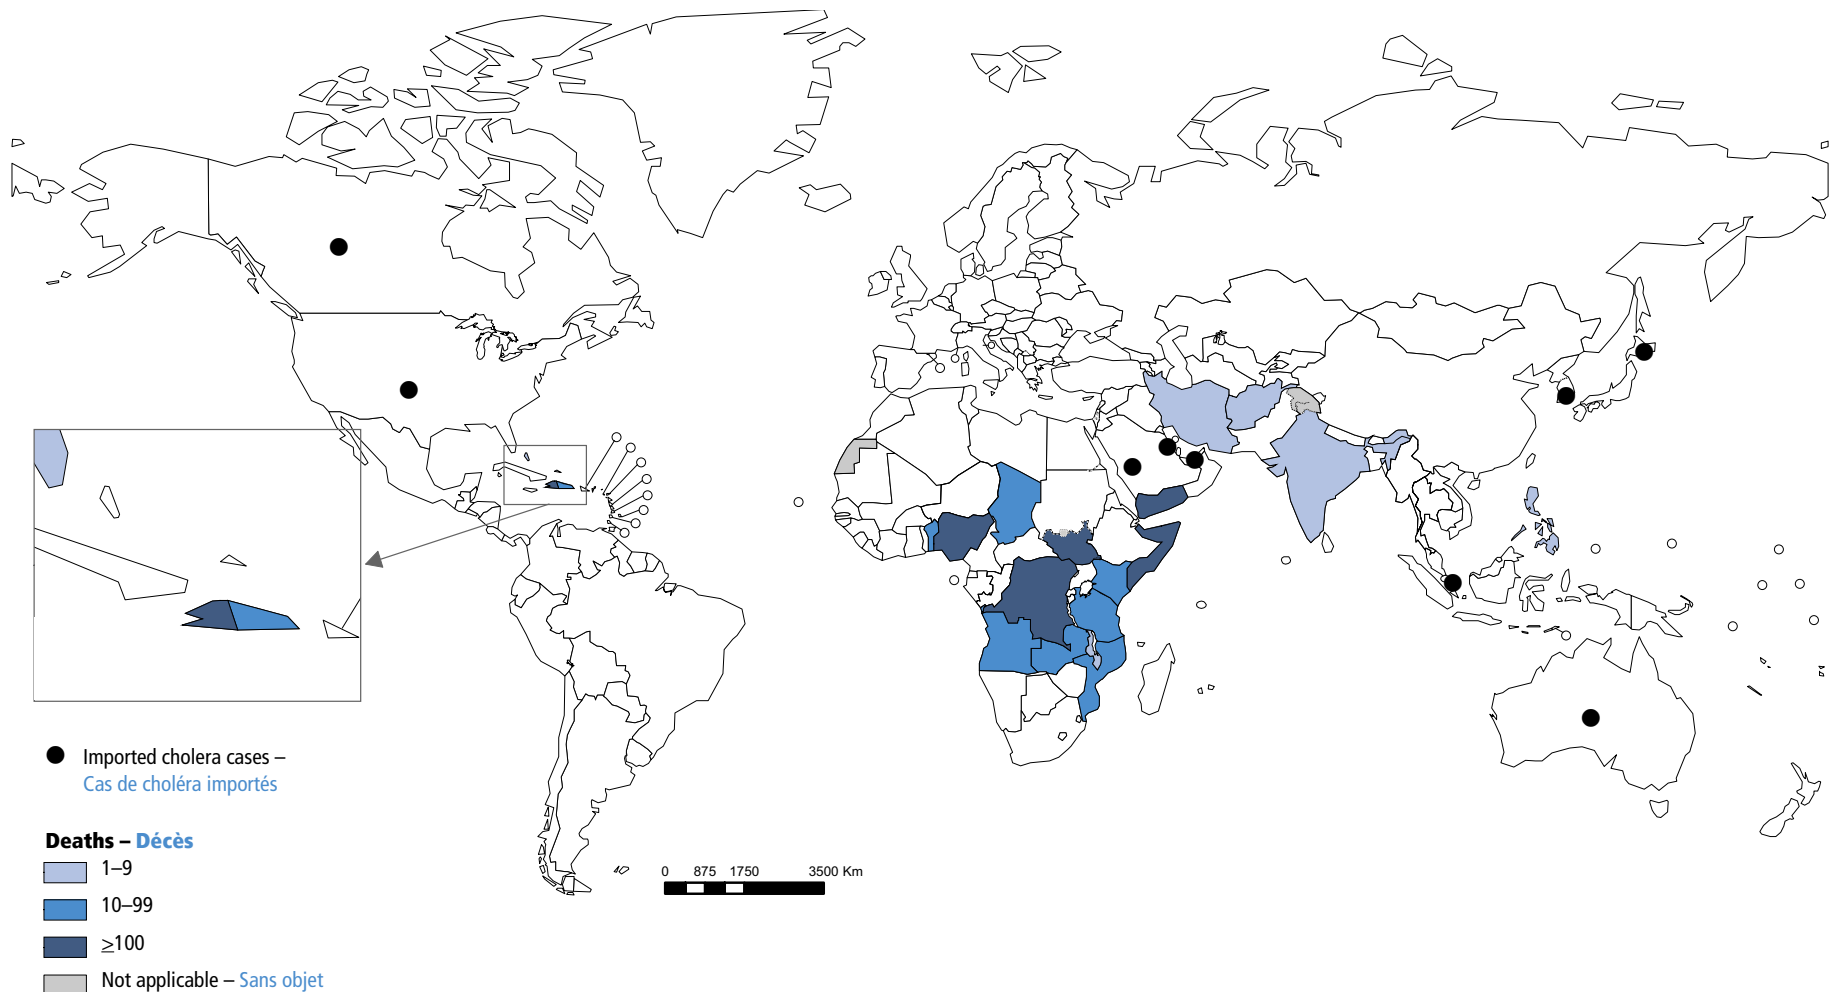 Imported cholera cases –
Cas de choléra importés
Deaths – Décès
1–9
10–99
≥100
Not applicable – Sans objet
0 875 1750 3500 Km